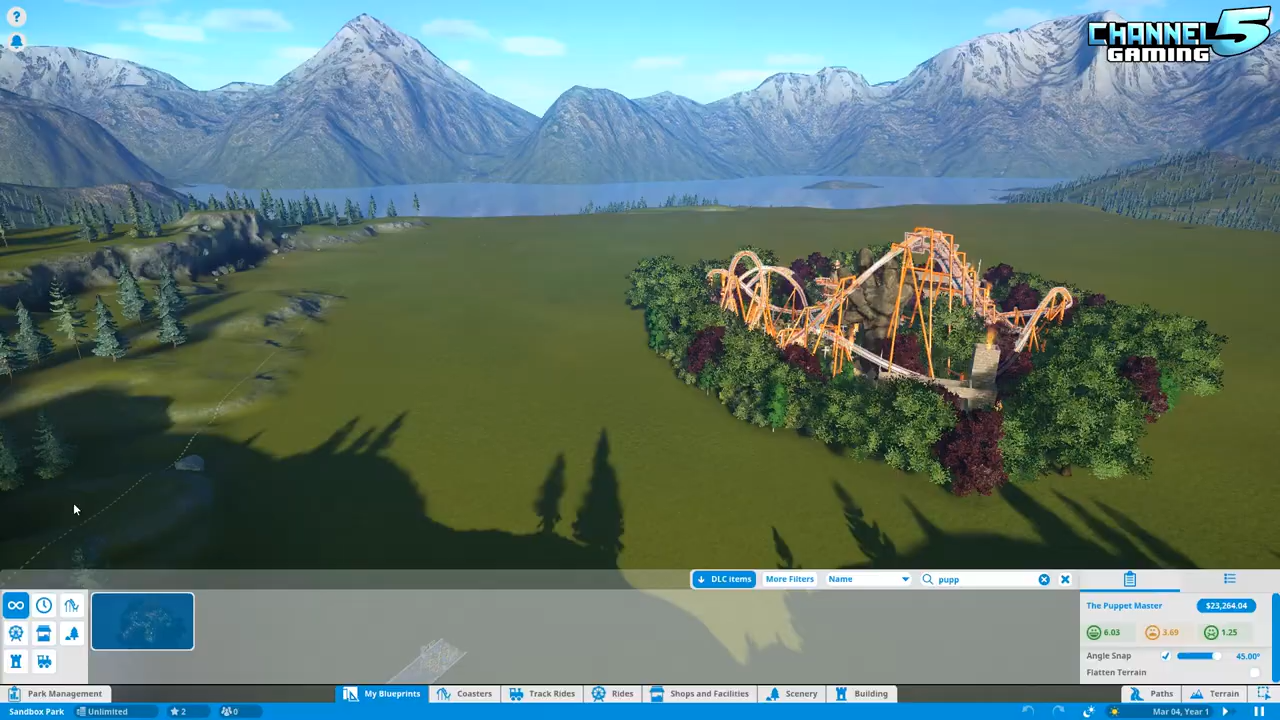 ?
CHANNEL 5
GAMING
DLC items
More Filters
Name
pupp
The Puppet Master
$23,264.04
6.03
3.69
1.25
Angle Snap
45.00°
Flatten Terrain
Park Management
My Blueprints
Coasters
Track Rides
Rides
Shops and Facilities
Scenery
Building
Paths
Terrain
Sandbox Park
Unlimited
2
0
Mar 04, Year 1